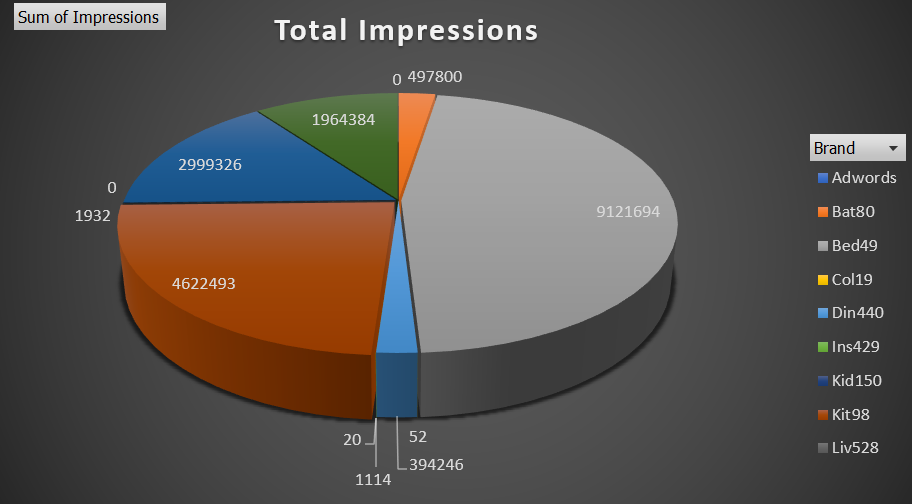 Sum of Impressions
Total Impressions
0 497800
1964384
2999326
0
1932
9121694
4622493
20
52
394246
1114
Brand
Adwords
Bat80
Bed49
Col19
Din440
Ins429
Kid150
Kit98
Liv528